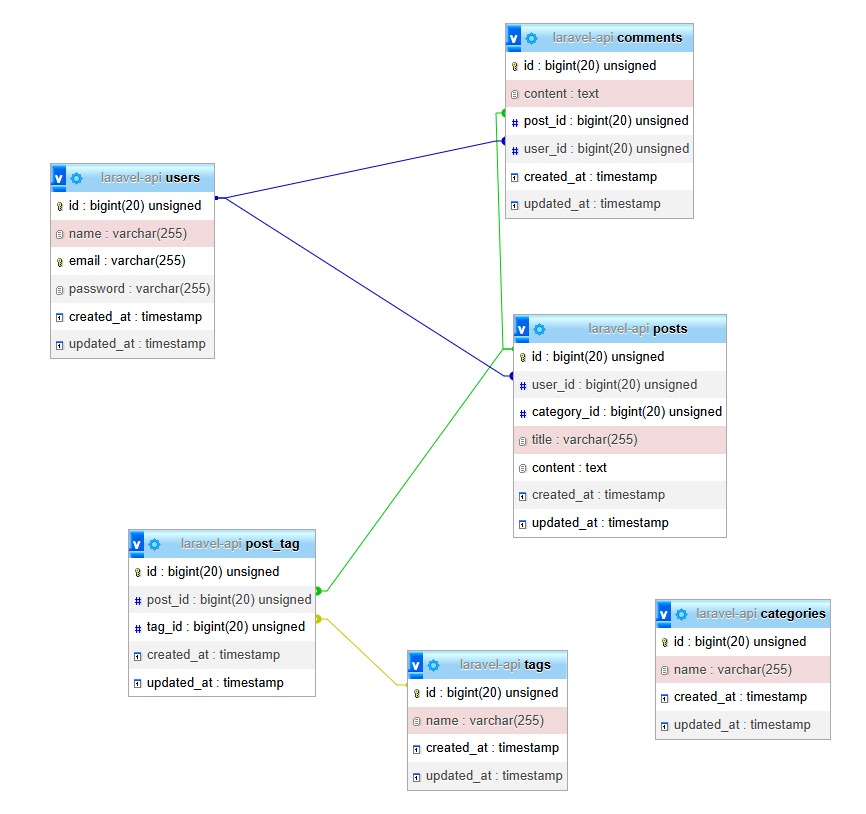 v laravel-api comments
id : bigint(20) unsigned
content : text
# post_id : bigint(20) unsigned
# user_id : bigint(20) unsigned
created_at : timestamp
updated_at : timestamp
v laravel-api users
id : bigint(20) unsigned
name : varchar(255)
email : varchar(255)
password : varchar(255)
created_at : timestamp
updated_at : timestamp
v laravel-api posts
id : bigint(20) unsigned
# user_id : bigint(20) unsigned
# category_id : bigint(20) unsigned
title : varchar(255)
content : text
created_at : timestamp
updated_at : timestamp
v laravel-api post_tag
id : bigint(20) unsigned
# post_id : bigint(20) unsigned
# tag_id : bigint(20) unsigned
created_at : timestamp
updated_at : timestamp
v laravel-api tags
id : bigint(20) unsigned
name : varchar(255)
created_at : timestamp
updated_at : timestamp
v laravel-api categories
id : bigint(20) unsigned
name : varchar(255)
created_at : timestamp
updated_at : timestamp